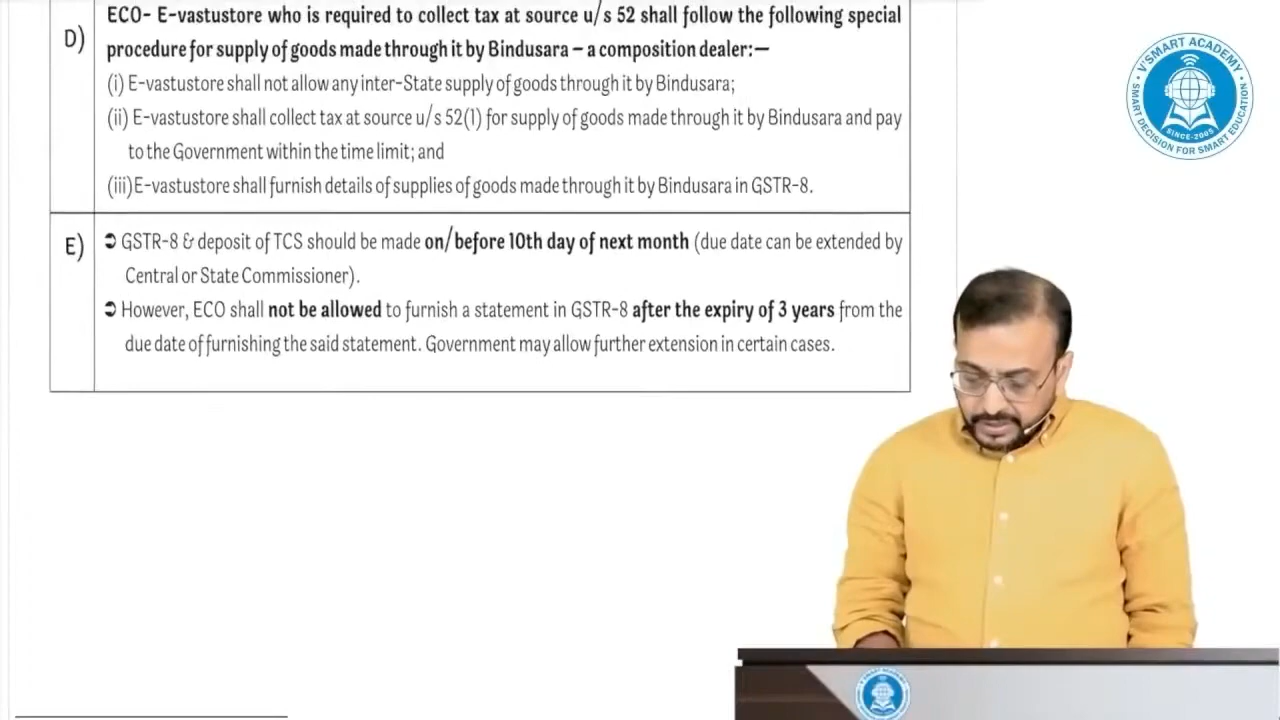 D)
ECO- E-vastustore who is required to collect tax at source u/s 52 shall follow the following special
procedure for supply of goods made through it by Bindusara – a composition dealer:—
(i) E-vastustore shall not allow any inter-State supply of goods through it by Bindusara;
(ii) E-vastustore shall collect tax at source u/s 52(1) for supply of goods made through it by Bindusara and pay
to the Government within the time limit; and
(iii)E-vastustore shall furnish details of supplies of goods made through it by Bindusara in GSTR-8.
E)
➲ GSTR-8 & deposit of TCS should be made on/before 10th day of next month (due date can be extended by
Central or State Commissioner).
➲ However, ECO shall not be allowed to furnish a statement in GSTR-8 after the expiry of 3 years from the
due date of furnishing the said statement. Government may allow further extension in certain cases.
V'SMART ACADEMY
SINCE-2005
SMART DECISION FOR SMART EDUCATION